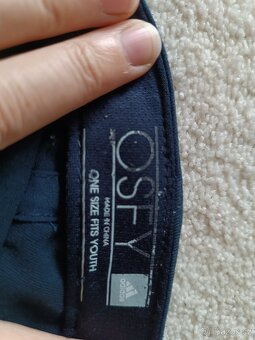 OSFY
MADE IN CHINA
ONE SIZE FITS YOUTH
adidas